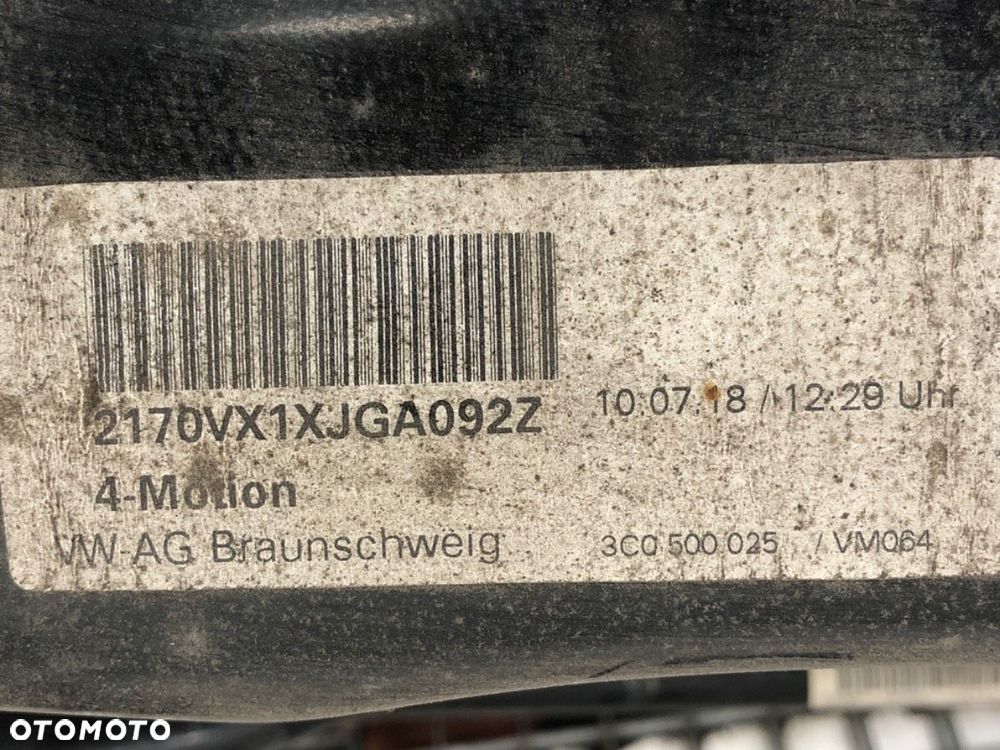 2170VX1XJGA092Z
10.07.18 / 12:29 Uhr
4-Motion
VW-AG Braunschweig
3C0 500 025 / VM064
OTOMOTO